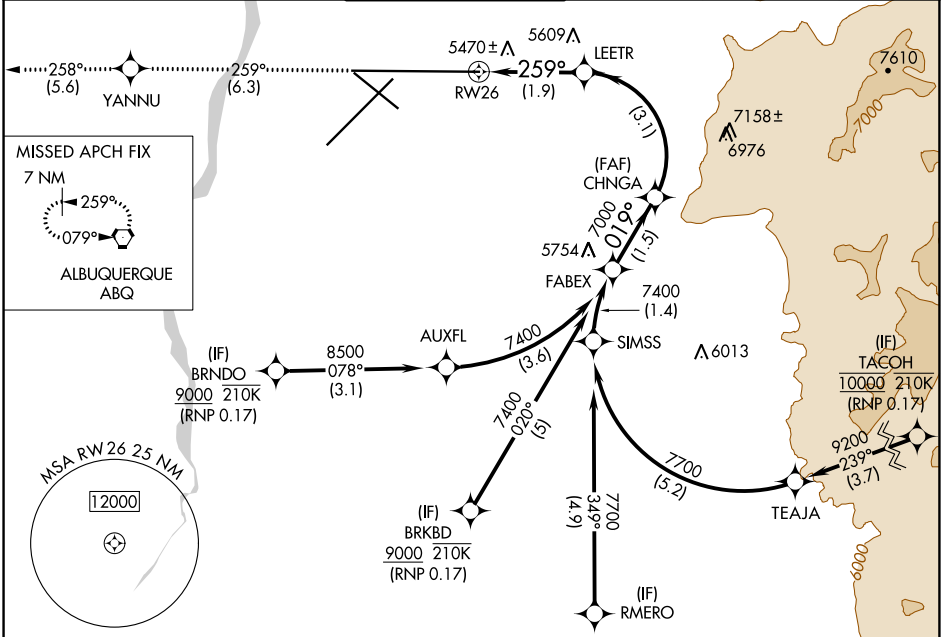 5470±
5609
LEETR
7610
258°
(5.6)
YANNU
259°
(6.3)
RW26
259°
(1.9)
(3.1)
7000
7158±
6976
MISSED APCH FIX
7 NM
259°
079°
ALBUQUERQUE
ABQ
(FAF)
CHNGA
7000
019°
(1.5)
5754
FABEX
7400
(1.4)
SIMSS
6013
AUXFL
7400
(3.6)
(IF)
BRNDO
9000 210K
(RNP 0.17)
8500
078°
(3.1)
(IF)
TACOH
10000 210K
(RNP 0.17)
9200
239°
(3.7)
TEAJA
7700
(5.2)
7400
020°
(5)
7700
349°
(4.9)
MSA RW26 25 NM
12000
(IF)
BRKBD
9000 210K
(RNP 0.17)
(IF)
RMERO
6000